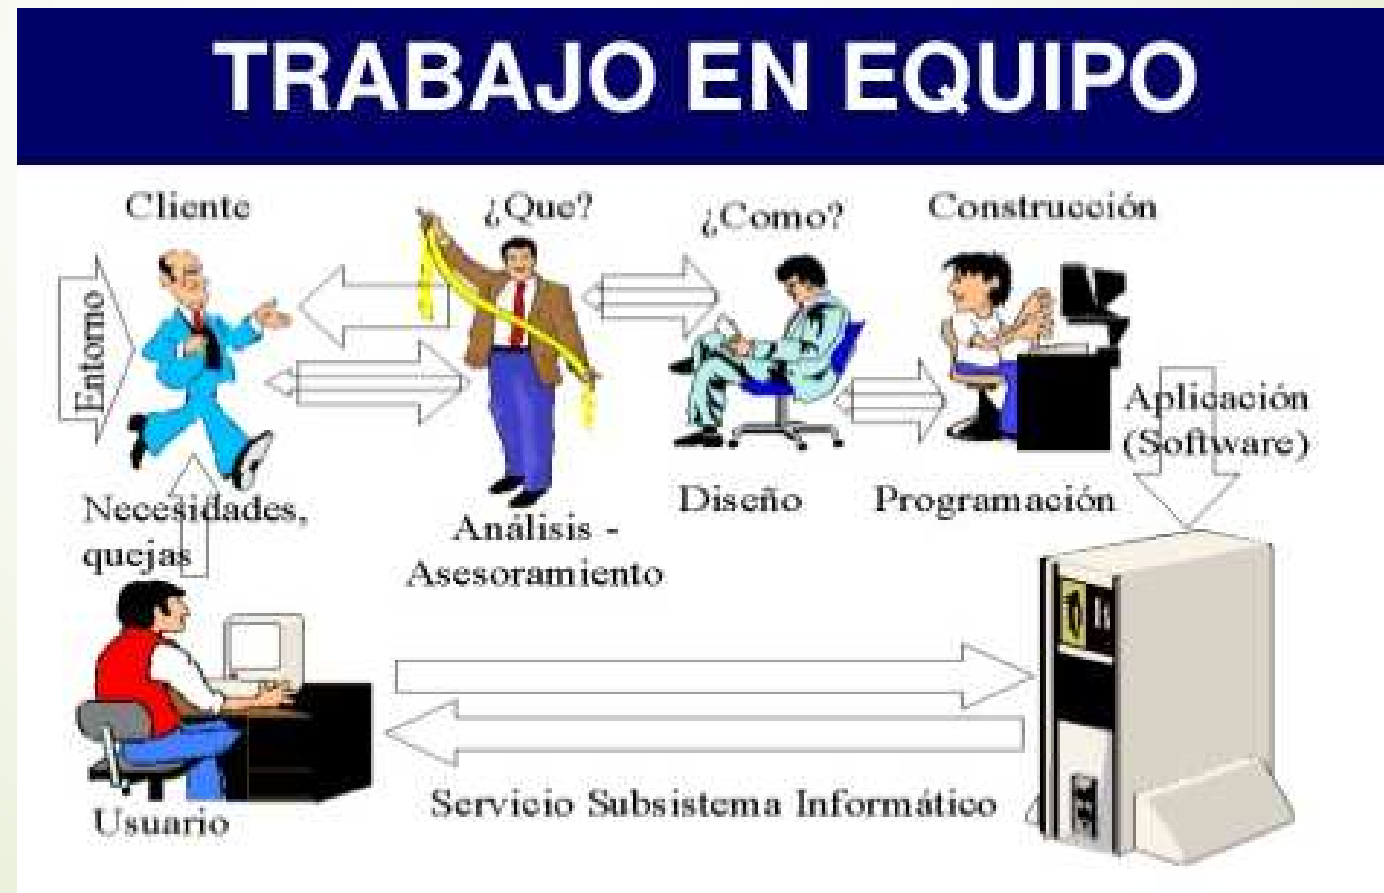 TRABAJO EN EQUIPO
Cliente
¿Que?
¿Como?
Construcción
Entorno
Aplicación
(Software)
Necesidades,
quejas
Análisis -
Asesoramiento
Diseño
Programación
Usuario
Servicio Subsistema Informático